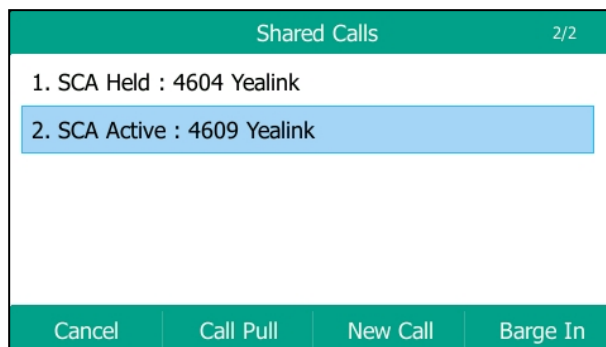 Shared Calls 2/2
1. SCA Held : 4604 Yealink
2. SCA Active : 4609 Yealink
Cancel Call Pull New Call Barge In